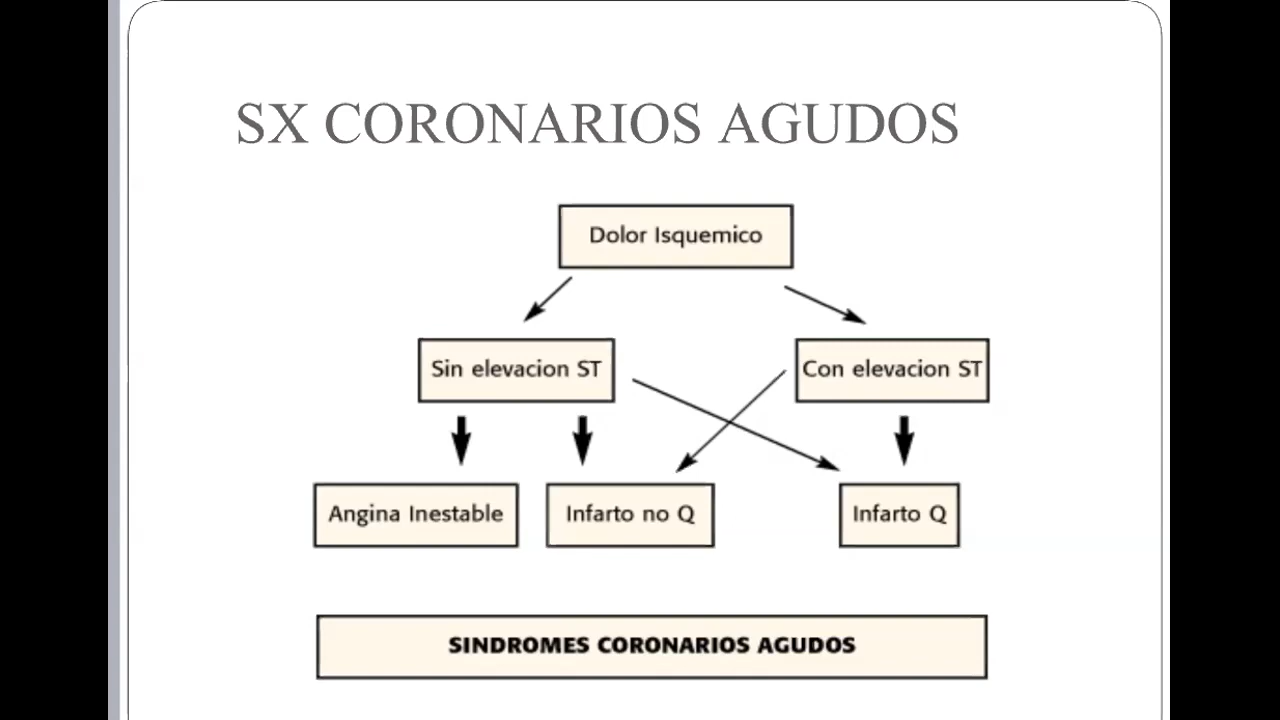 SX CORONARIOS AGUDOS
Dolor Isquemico
Sin elevacion ST
Con elevacion ST
Angina Inestable
Infarto no Q
Infarto Q
SINDROMES CORONARIOS AGUDOS